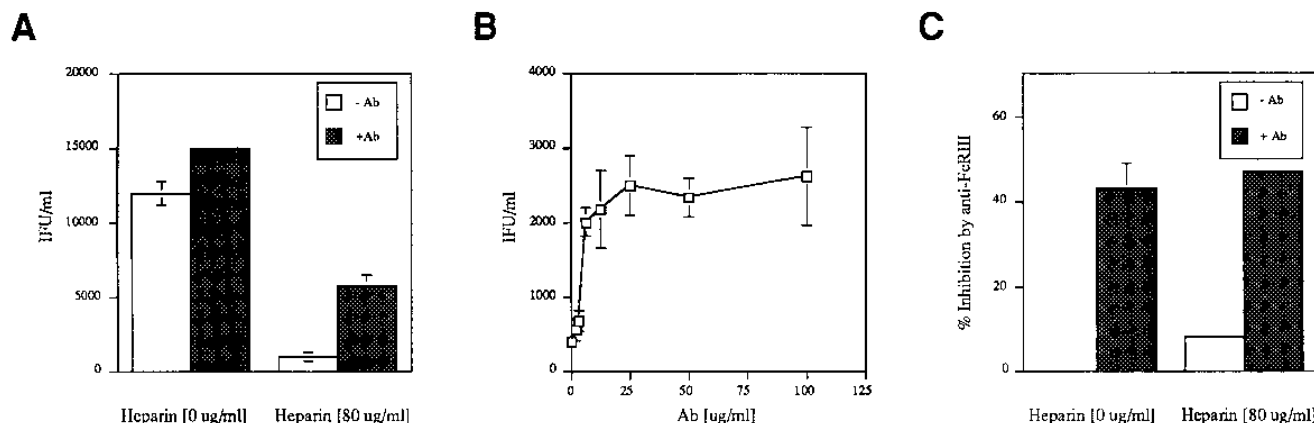 A
IFU/ml
20000
15000
10000
5000
0
- Ab
+Ab
Heparin [0 ug/ml]
Heparin [80 ug/ml]
B
IFU/ml
4000
3000
2000
1000
0
0
25
50
75
100
125
Ab [ug/ml]
C
% Inhibition by anti-FcRIII
60
40
20
0
- Ab
+ Ab
Heparin [0 ug/ml]
Heparin [80 ug/ml]